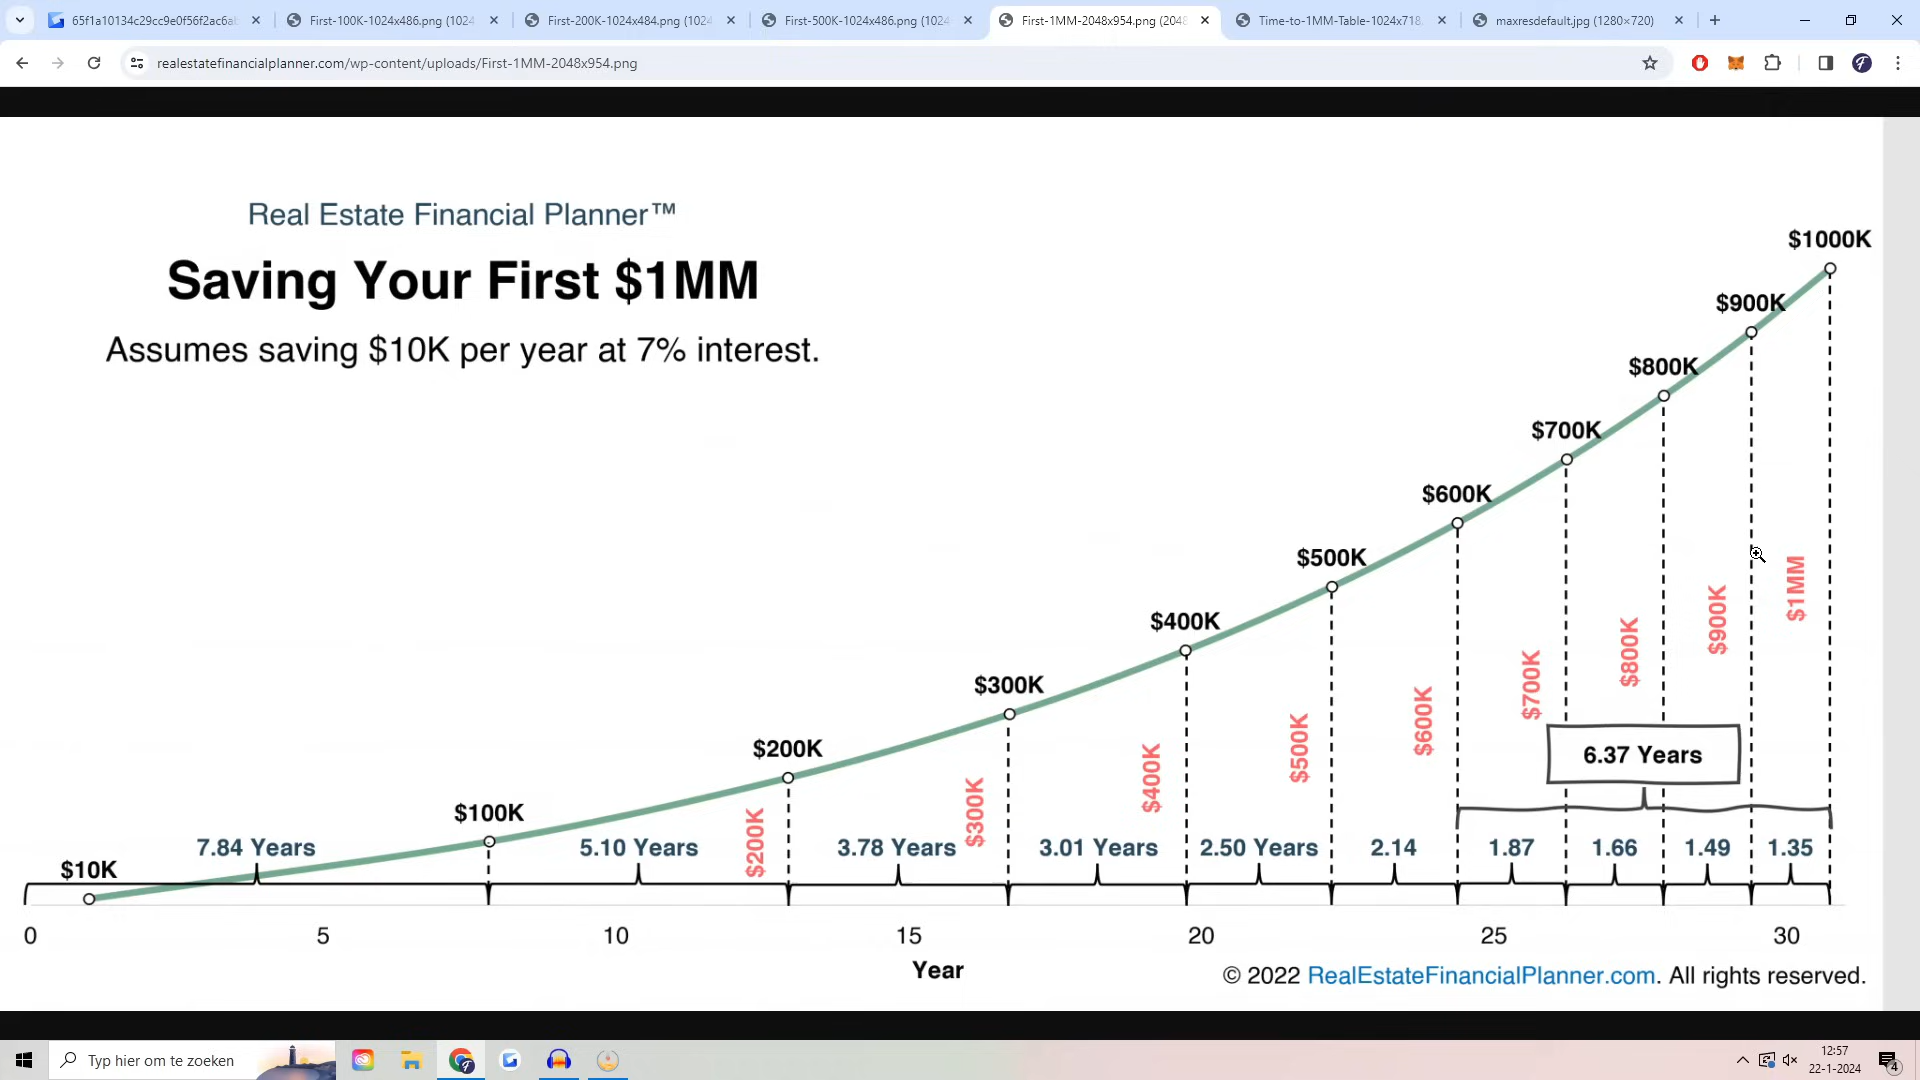 65f1a10134c29cc9e0f56f2ac6ab
First-100K-1024x486.png (1024
First-200K-1024x484.png (1024
First-500K-1024x486.png (1024
First-1MM-2048x954.png (2048
Time-to-1MM-Table-1024x718.
maxresdefault.jpg (1280×720)
realestatefinancialplanner.com/wp-content/uploads/First-1MM-2048x954.png
Real Estate Financial Planner™
Saving Your First $1MM
Assumes saving $10K per year at 7% interest.
$1000K
$900K
$800K
$700K
$600K
$500K
$400K
$300K
$200K
$100K
$10K
$200K
$300K
$400K
$500K
$600K
$700K
$800K
$900K
$1MM
6.37 Years
7.84 Years
5.10 Years
3.78 Years
3.01 Years
2.50 Years
2.14
1.87
1.66
1.49
1.35
0 5 10 15 20 25 30
Year
© 2022 RealEstateFinancialPlanner.com. All rights reserved.
Typ hier om te zoeken
12:57
22-1-2024
4